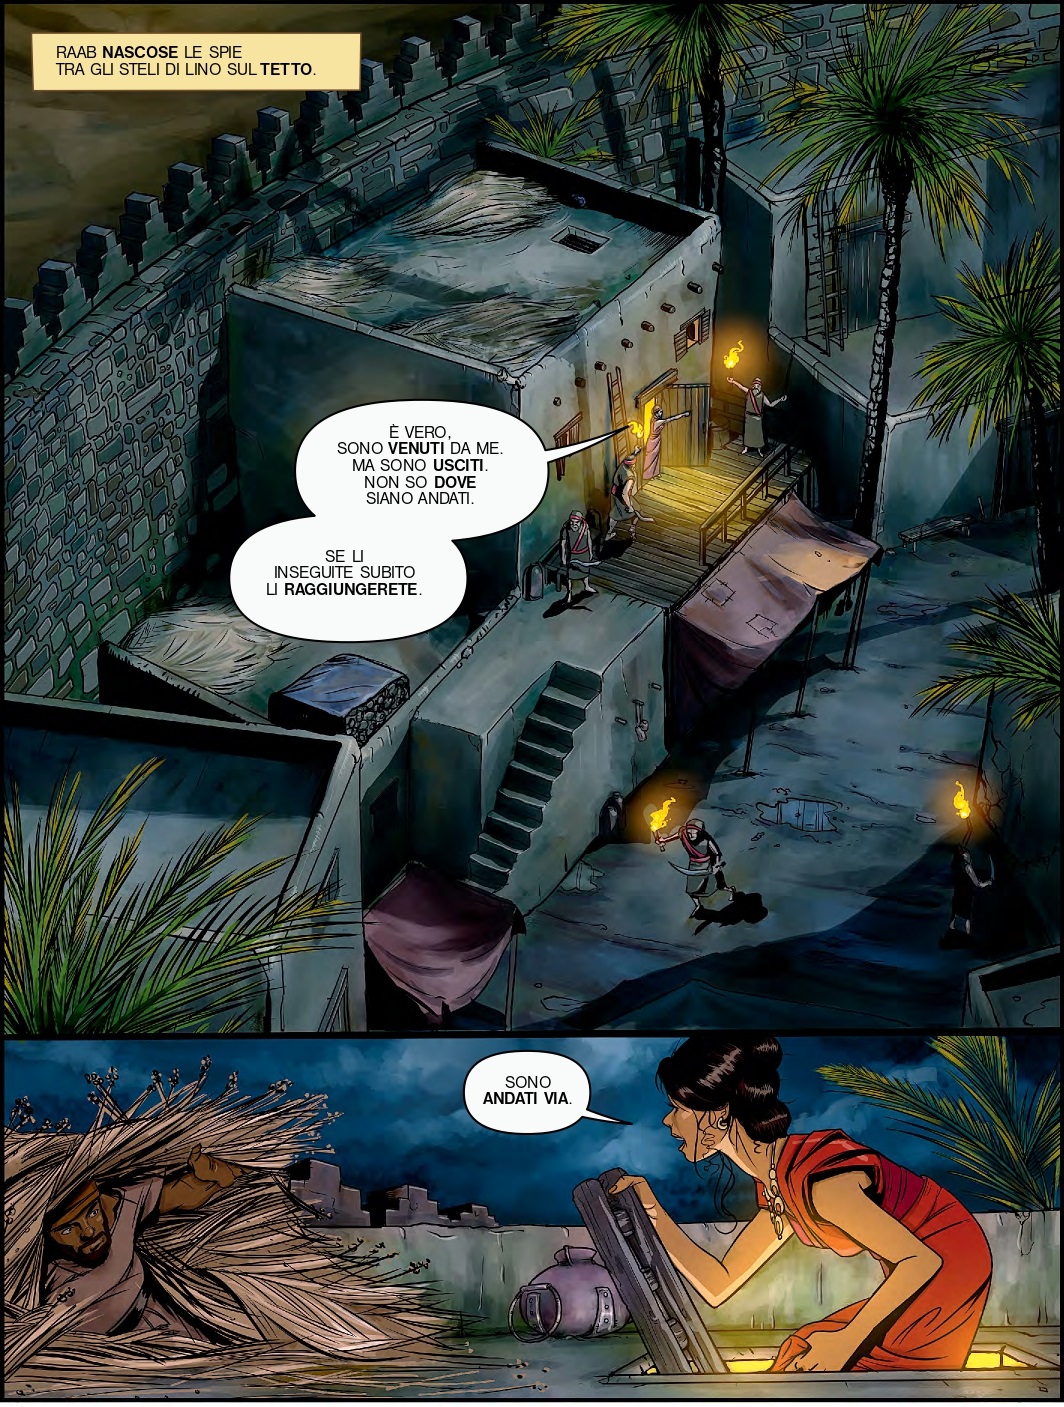 RAAB NASCOSE LE SPIE
TRA GLI STELI DI LINO SUL TETTO.
È VERO,
SONO VENUTI DA ME.
MA SONO USCITI.
NON SO DOVE
SIANO ANDATI.
SE LI
INSEGUITE SUBITO
LI RAGGIUNGERETE.
SONO
ANDATI VIA.